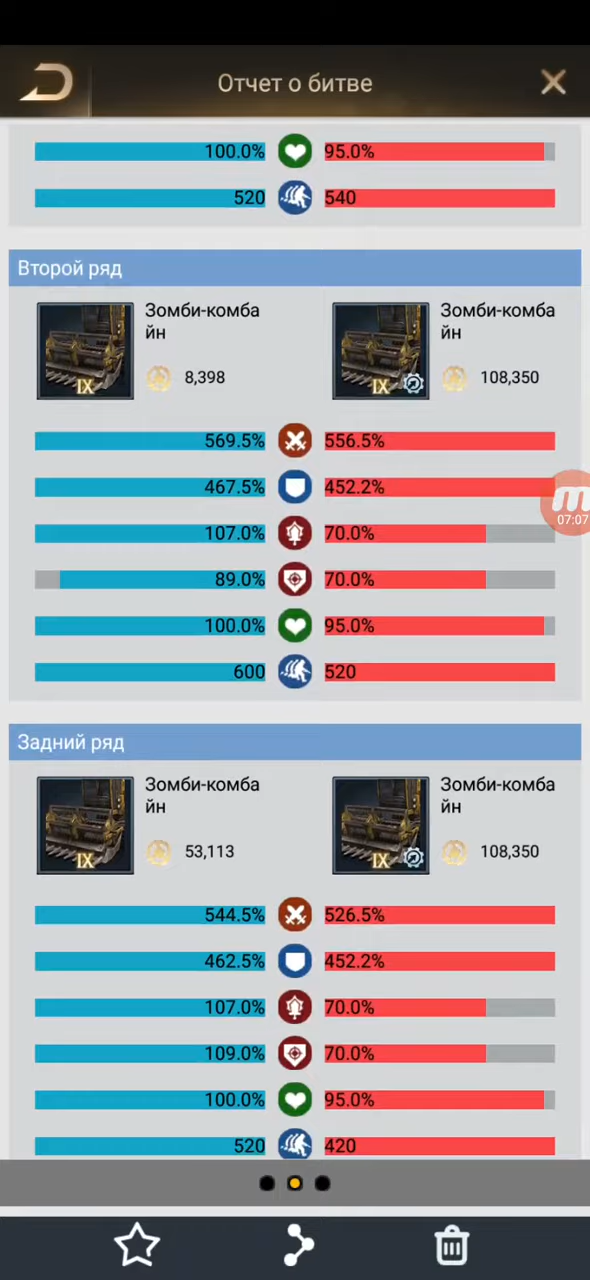 Отчет о битве
100.0% 95.0%
520 540
Второй ряд
Зомби-комба
йн
IX
8,398
Зомби-комба
йн
IX
108,350
569.5% 556.5%
467.5% 452.2%
107.0% 70.0%
89.0% 70.0%
100.0% 95.0%
600 520
07:07
Задний ряд
Зомби-комба
йн
IX
53,113
Зомби-комба
йн
IX
108,350
544.5% 526.5%
462.5% 452.2%
107.0% 70.0%
109.0% 70.0%
100.0% 95.0%
520 420